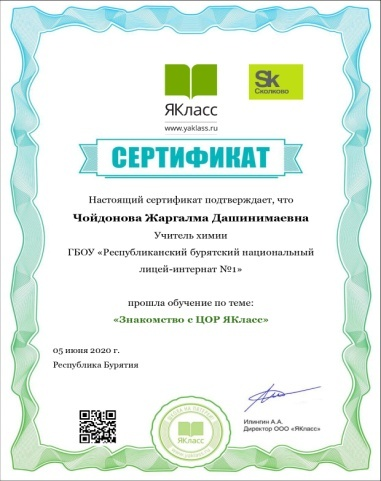 ЯКласс
www.yaklass.ru
Sk
Сколково
СЕРТИФИКАТ
Настоящий сертификат подтверждает, что
Чойдонова Жаргалма Дашинимаевна
Учитель химии
ГБОУ «Республиканский бурятский национальный
лицей-интернат №1»
прошла обучение по теме:
«Знакомство с ЦОР ЯКласс»
05 июня 2020 г.
Республика Бурятия
ЯКласс
Илингин А.А.
Директор ООО «ЯКласс»